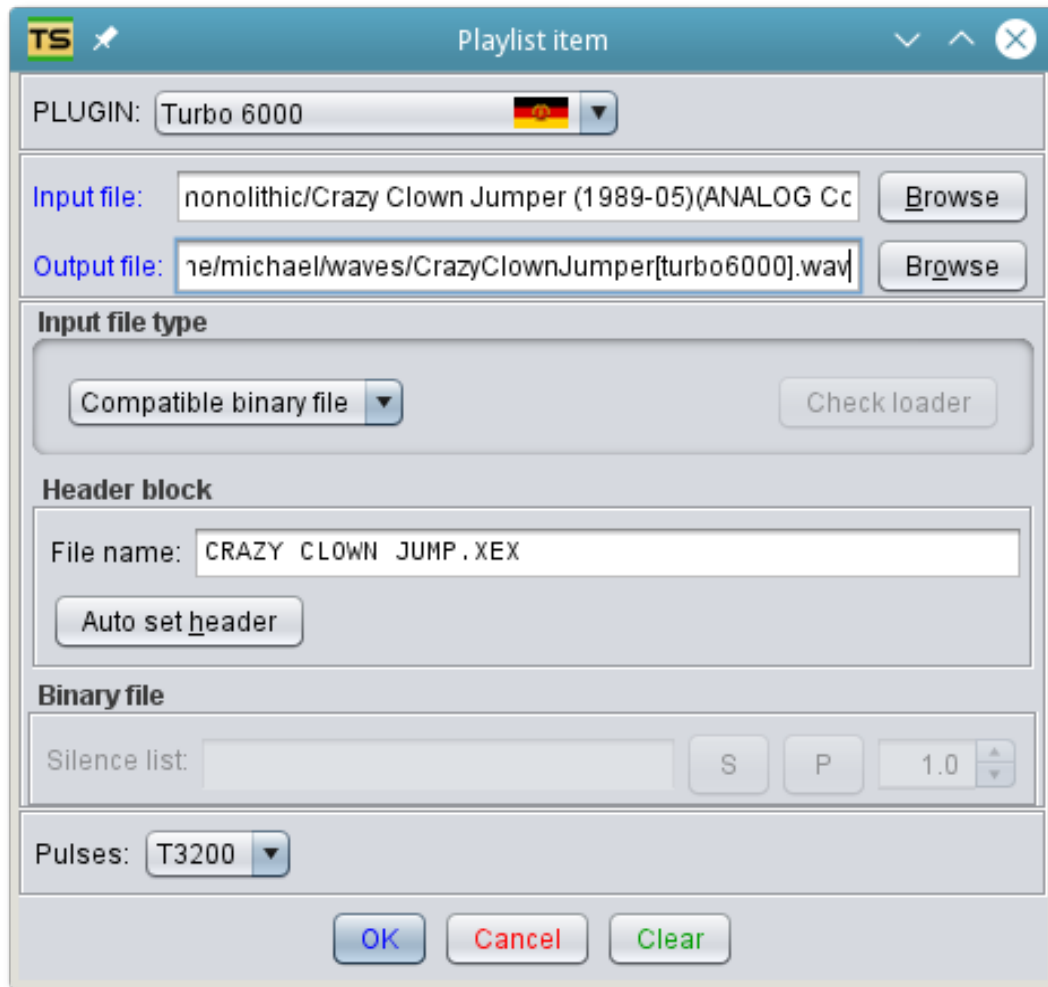 TS Playlist item
PLUGIN: Turbo 6000
Input file: nonolithic/Crazy Clown Jumper (1989-05)(ANALOG Co Browse
Output file: ne/michael/waves/CrazyClownJumper[turbo6000].wav Browse
Input file type
Compatible binary file Check loader
Header block
File name: CRAZY CLOWN JUMP.XEX
Auto set header
Binary file
Silence list: S P 1.0
Pulses: T3200
OK Cancel Clear